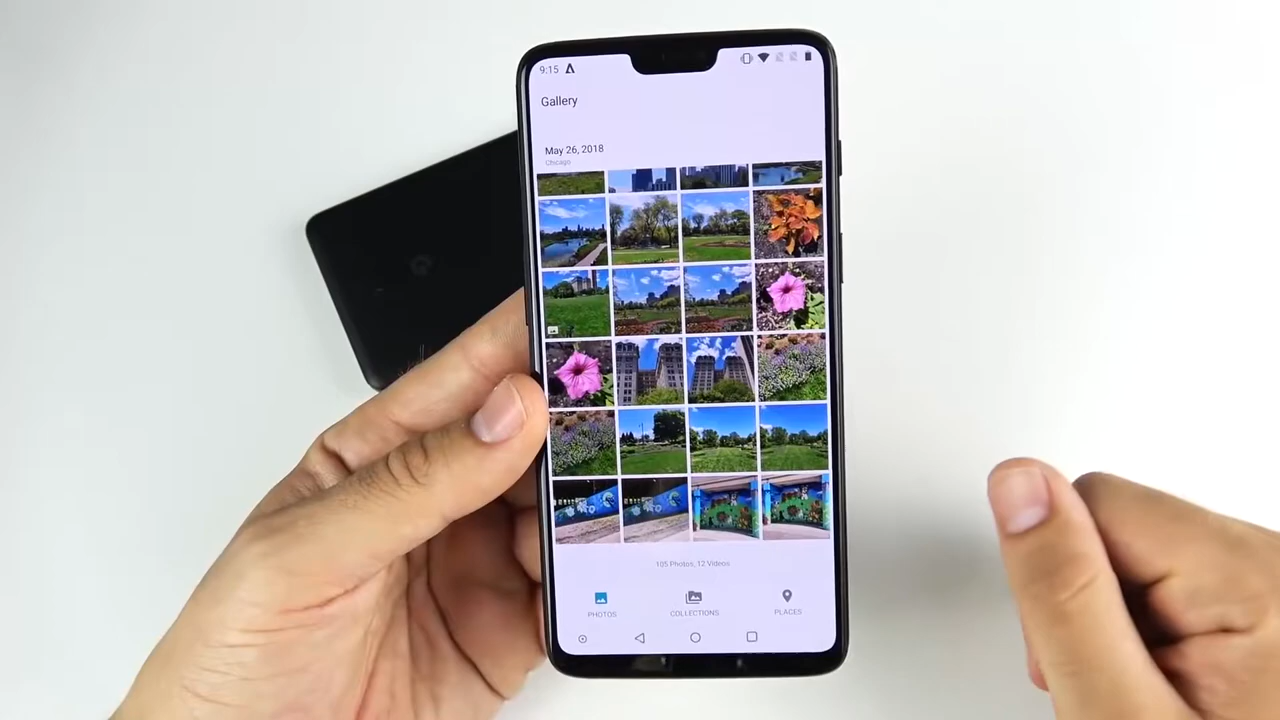 9:15
Gallery
May 26, 2018
Chicago
105 Photos, 12 Videos
PHOTOS
COLLECTIONS
PLACES